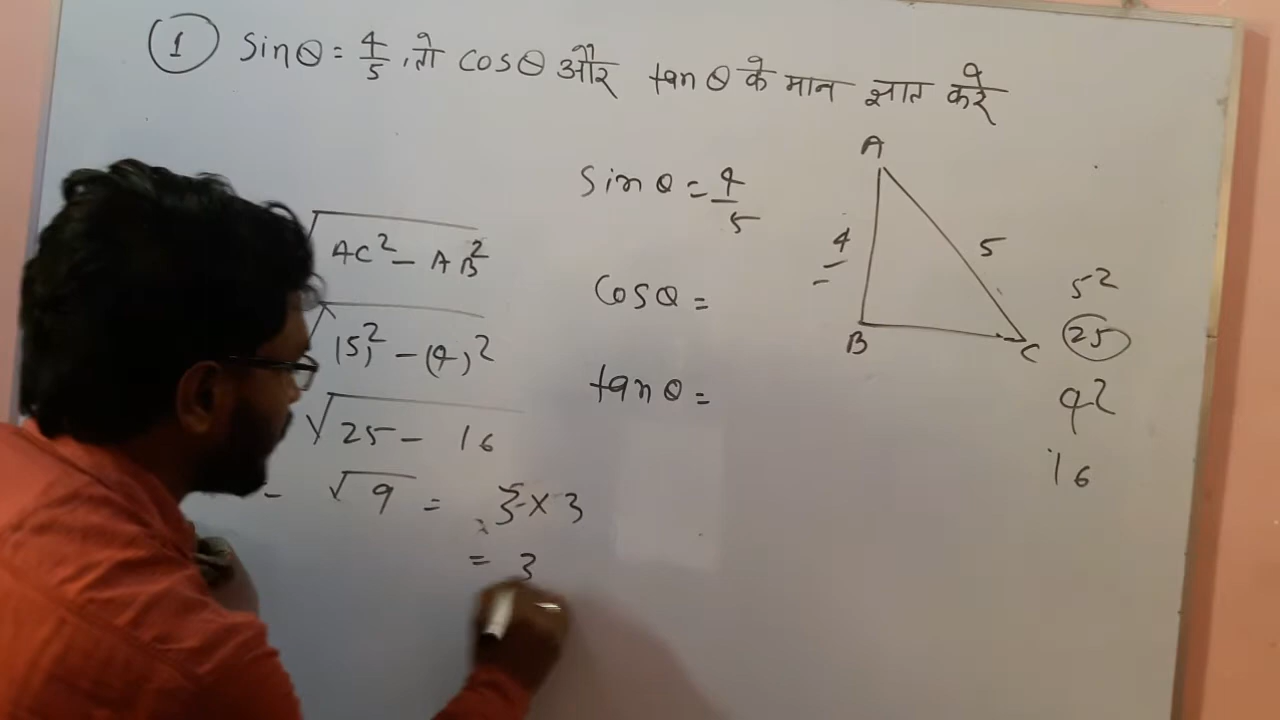 ① Sinθ = 4/5 , तो cosθ और tanθ के मान ज्ञात करें
√AC² - AB²
√(5)² - (4)²
√25 - 16
- √9 = 3 × 3
= 3
Sinθ = 4/5
Cosθ =
tanθ =
A
4
5
B
C
5²
25
4²
16